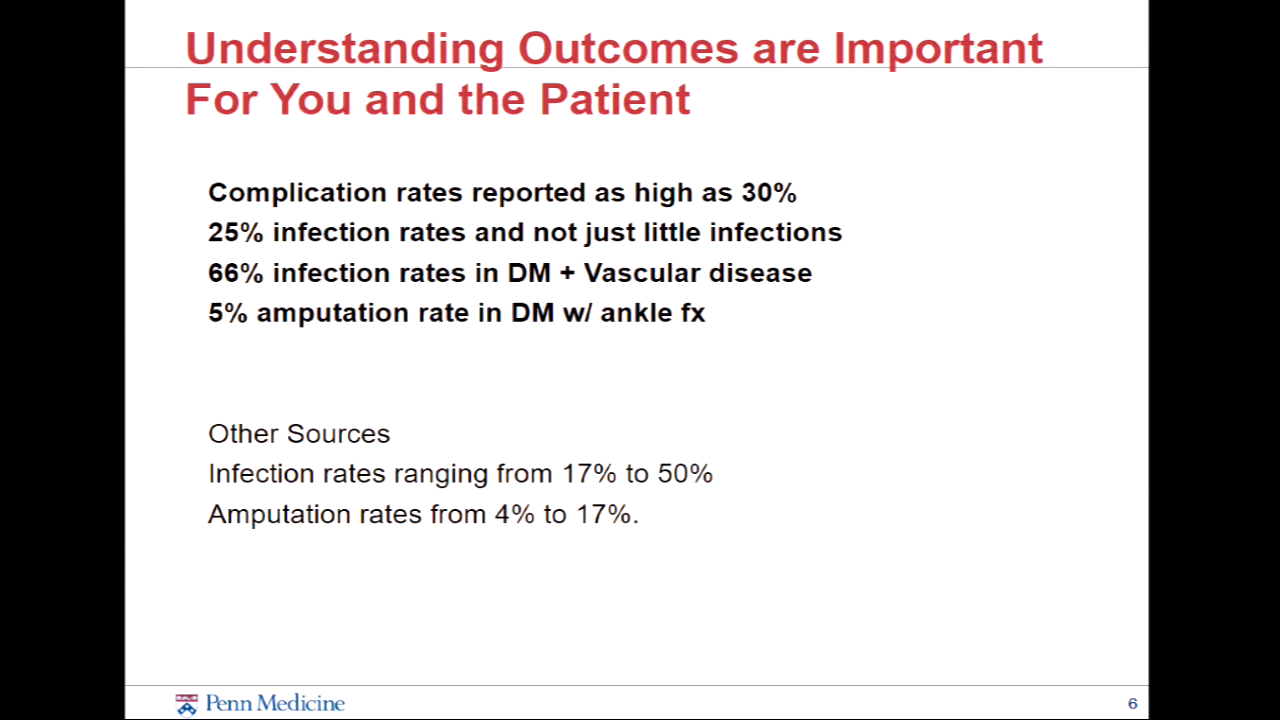 Understanding Outcomes are Important
For You and the Patient
Complication rates reported as high as 30%
25% infection rates and not just little infections
66% infection rates in DM + Vascular disease
5% amputation rate in DM w/ ankle fx
Other Sources
Infection rates ranging from 17% to 50%
Amputation rates from 4% to 17%.
Penn Medicine
6